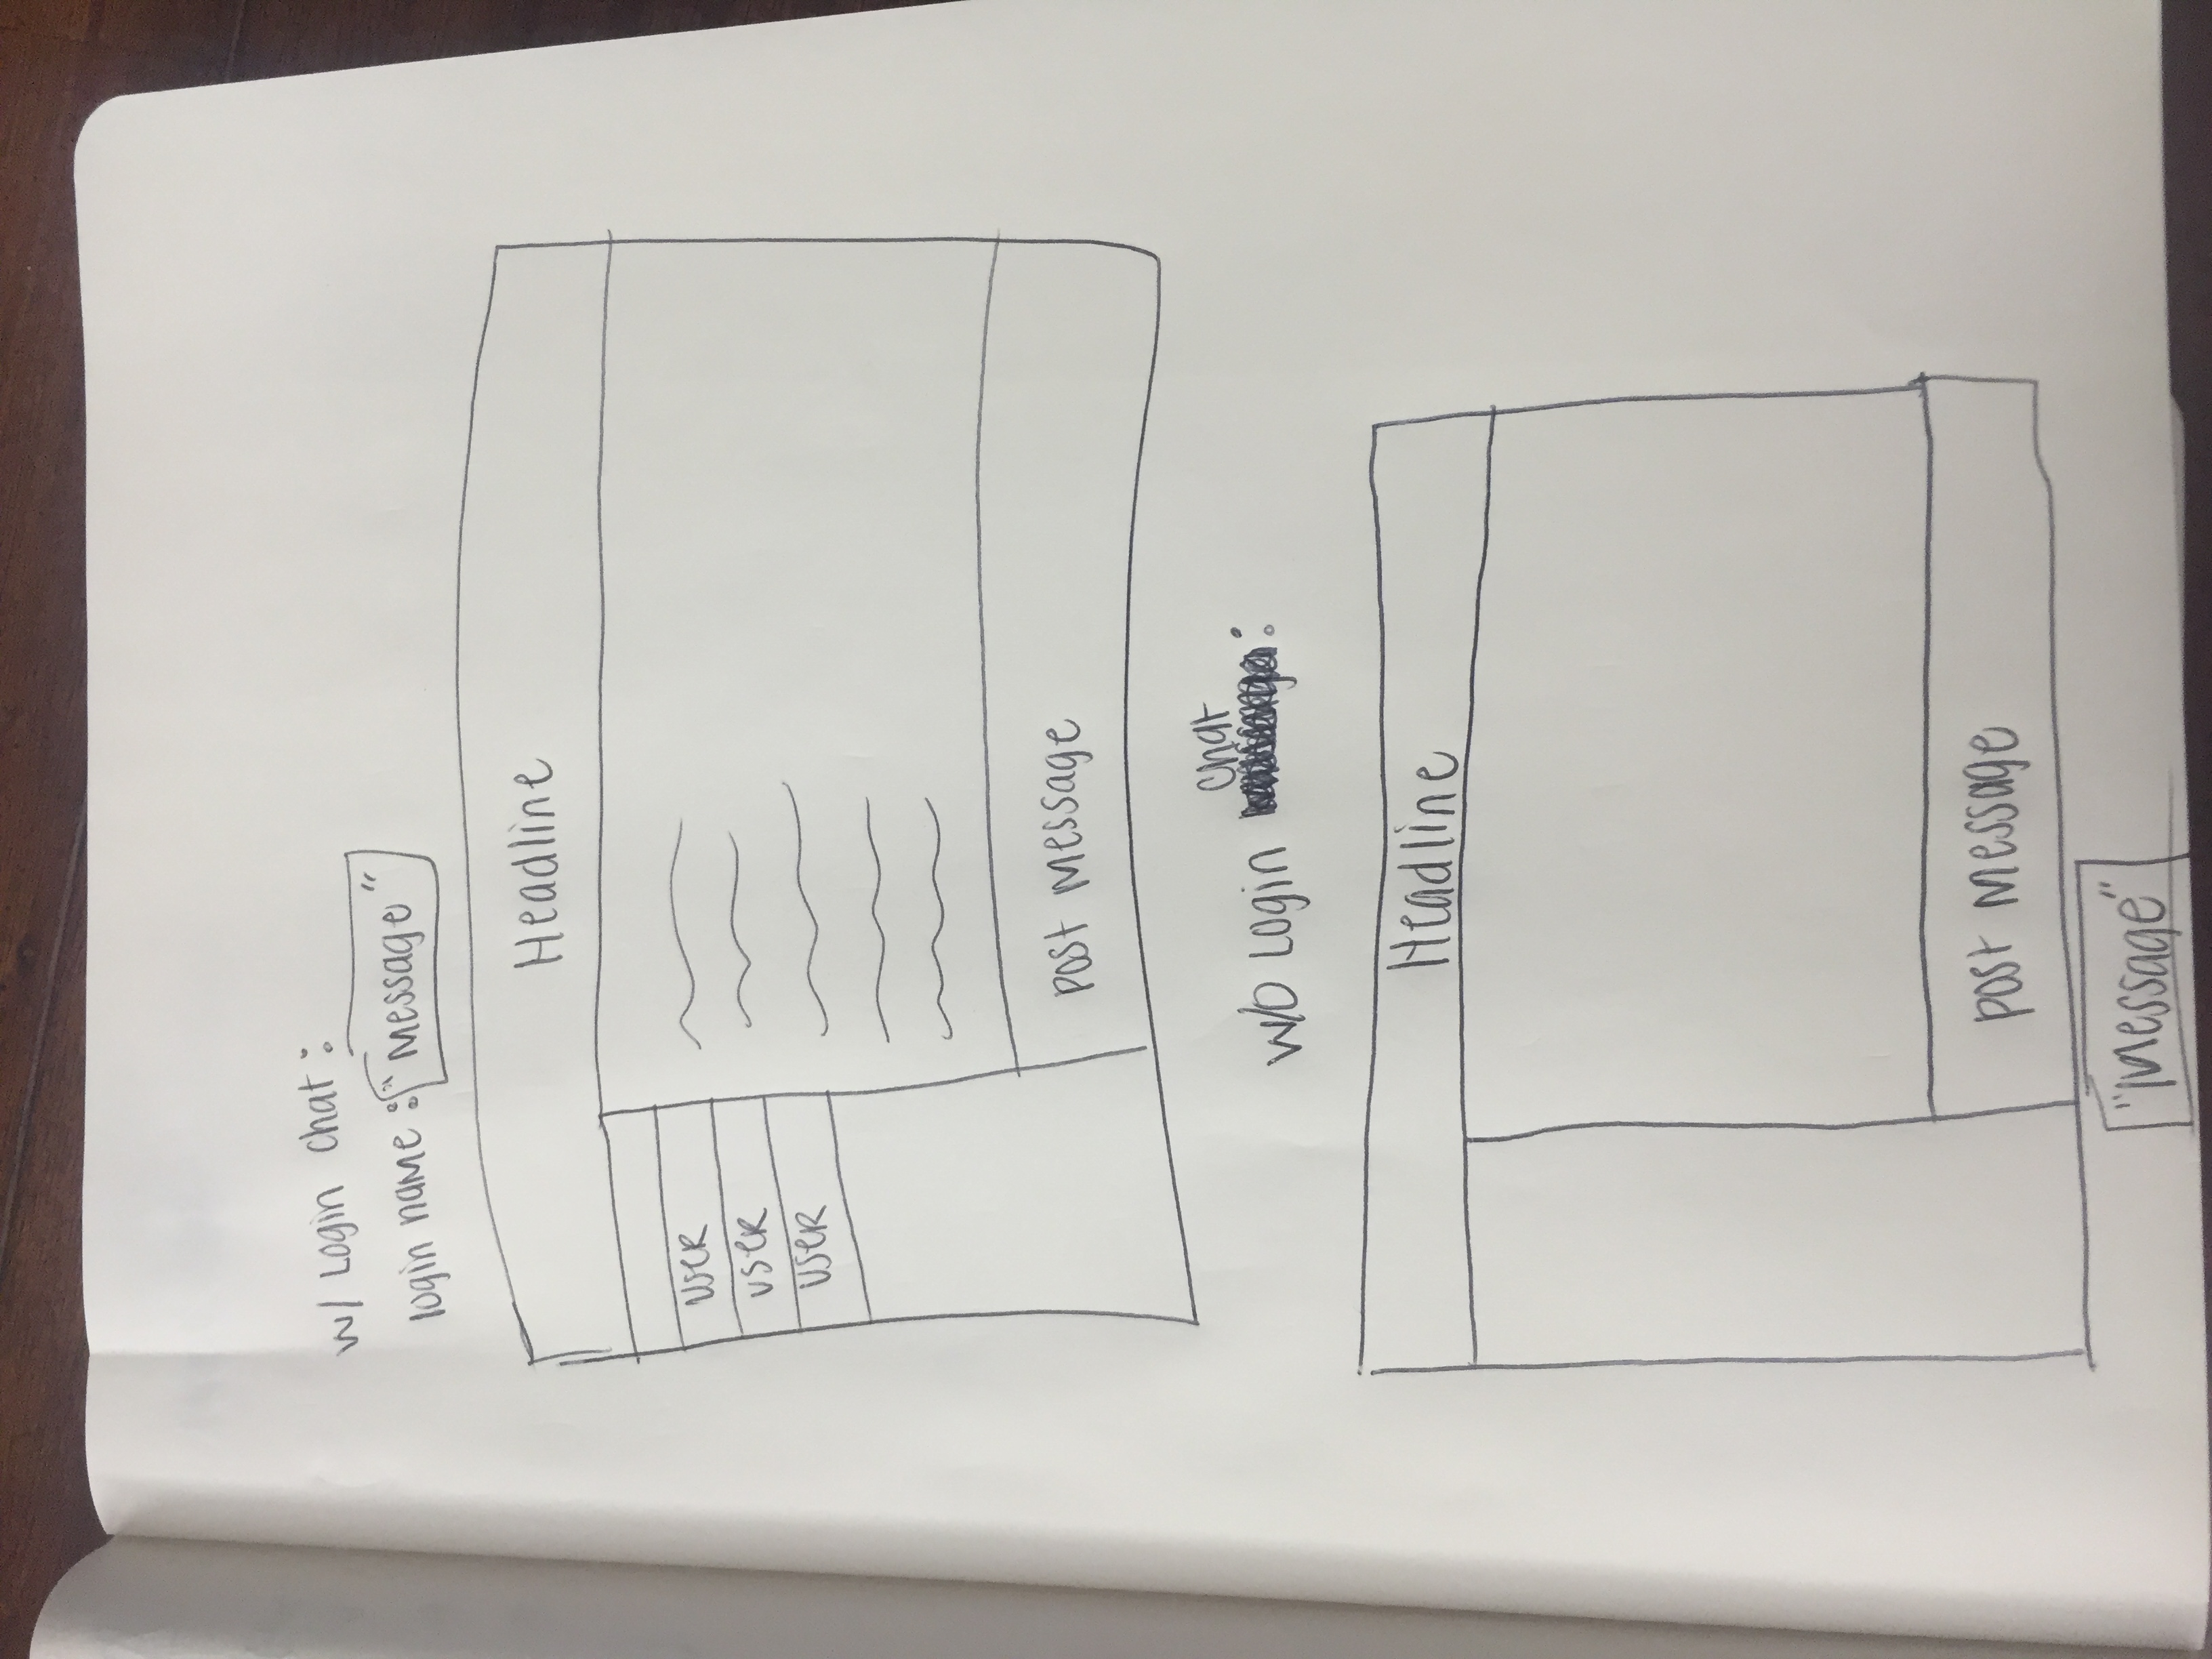 w/ Login chat:
login name: "message"
Headline
user
user
user
post message
chat
w/o Login :
Headline
post message
"message"